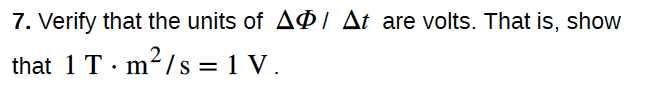 7. Verify that the units of ΔΦ / Δt are volts. That is, show
that 1 T · m²/s = 1 V.